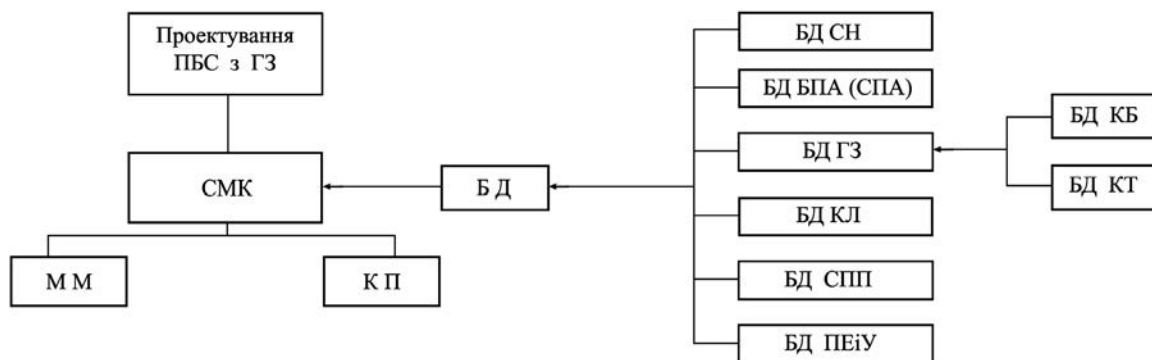 Проектування
ПБС з ГЗ
СМК
М М
К П
Б Д
БД СН
БД БПА (СПА)
БД ГЗ
БД КЛ
БД СПП
БД ПЕіУ
БД КБ
БД КТ